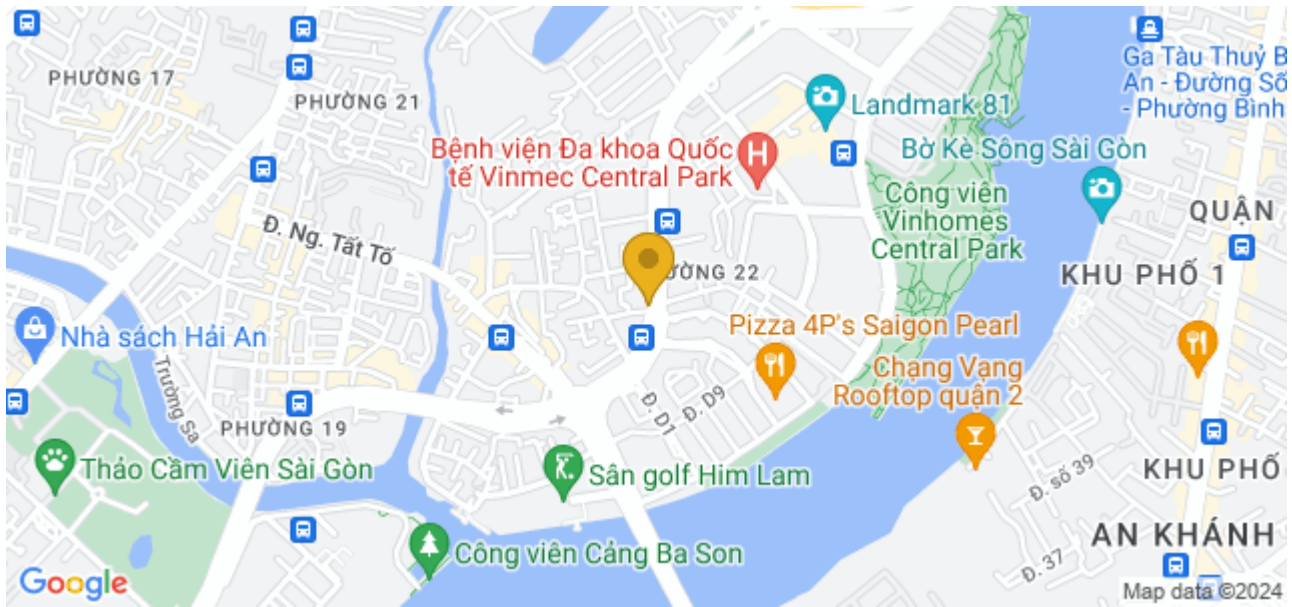 Ga Tàu Thuỷ B
An - Đường Số
- Phường Bình
PHƯỜNG 17
PHƯỜNG 21
Landmark 81
Bệnh viện Đa khoa Quốc
tế Vinmec Central Park
Bờ Kè Sông Sài Gòn
Công viên
Vinhomes
Central Park
QUẬN
Đ. Ng. Tất Tố
ƯỜNG 22
KHU PHỐ 1
Nhà sách Hải An
Pizza 4P's Saigon Pearl
Trường Sa
Chạng Vạng
Rooftop quận 2
Đ. D1
Đ. D9
PHƯỜNG 19
Thảo Cầm Viên Sài Gòn
Sân golf Him Lam
KHU PHỐ
Đ. số 39
AN KHÁNH
Công viên Cảng Ba Son
Đ. 37
Google
Map data ©2024